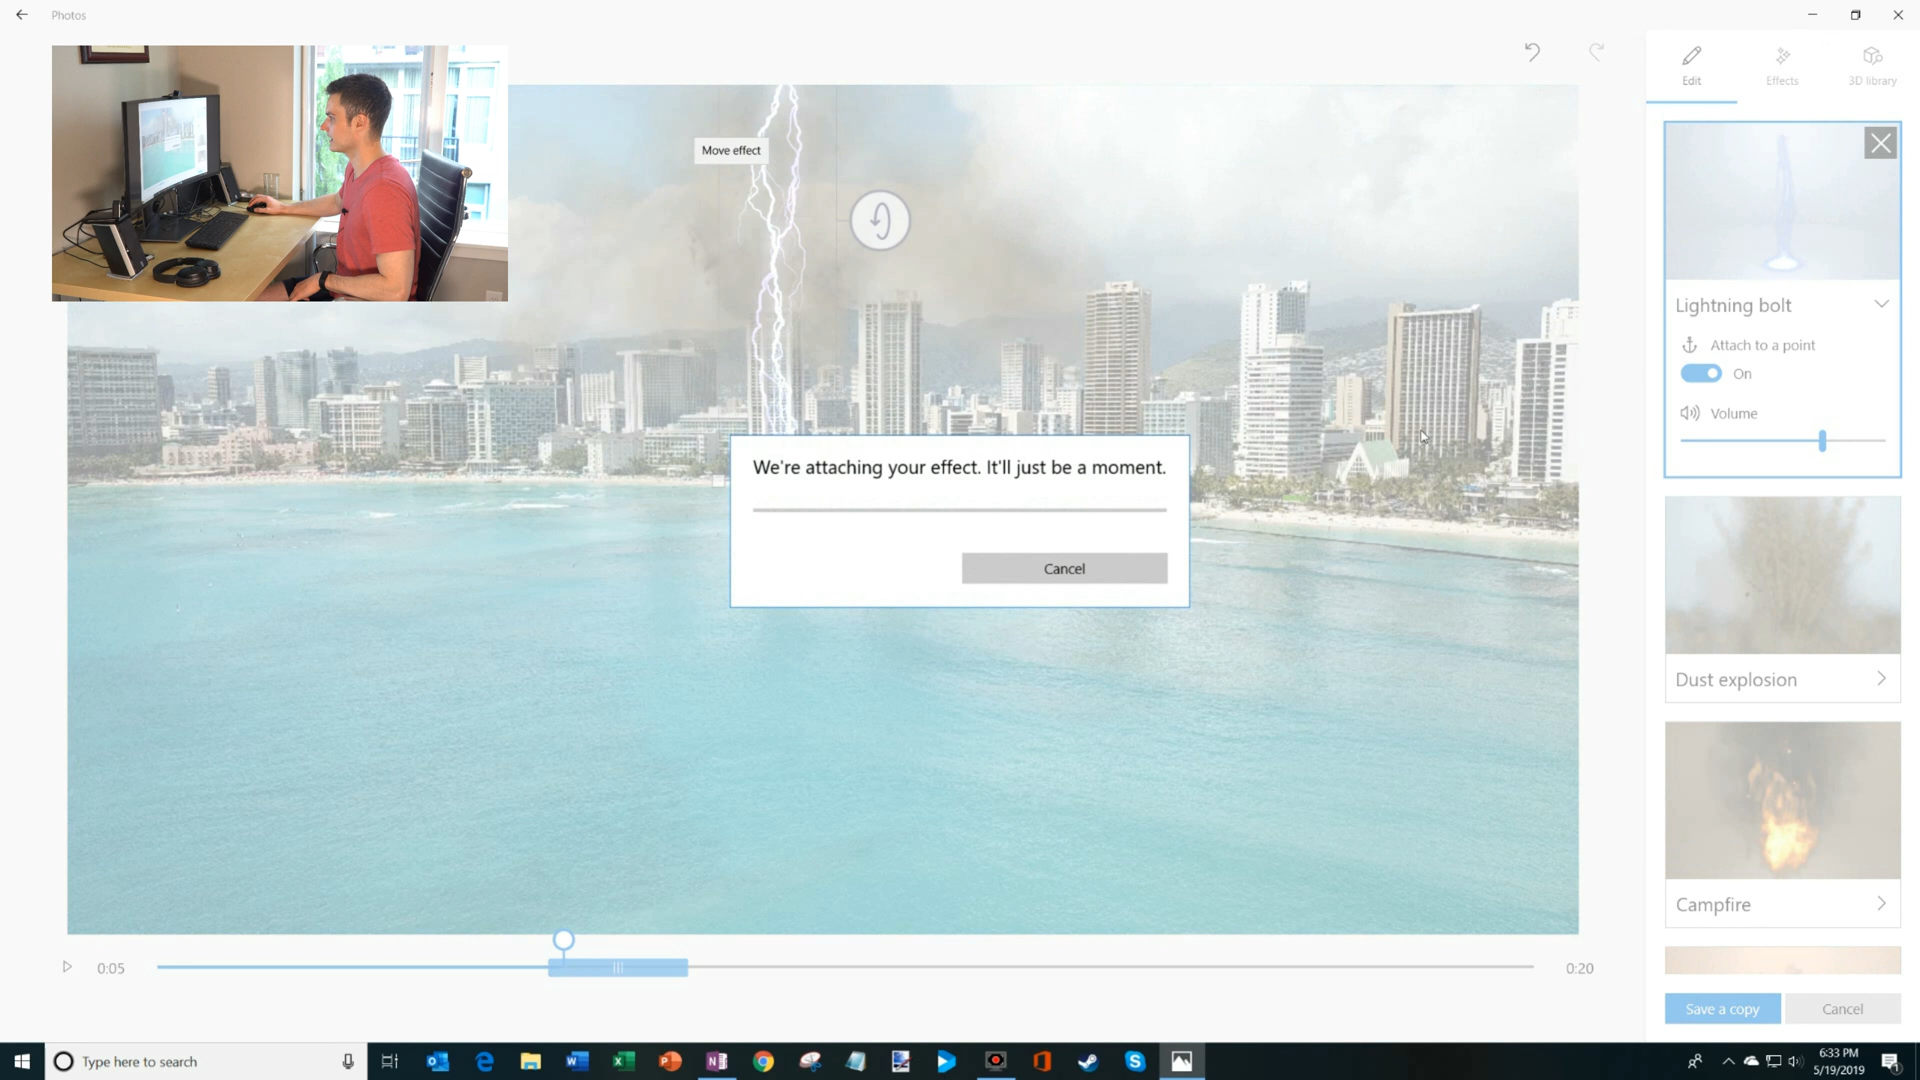 Photos
Edit
Effects
3D library
Move effect
Lightning bolt
Attach to a point
On
Volume
We're attaching your effect. It'll just be a moment.
Cancel
Dust explosion
Campfire
0:05
0:20
Save a copy
Cancel
Type here to search
6:33 PM
5/19/2019